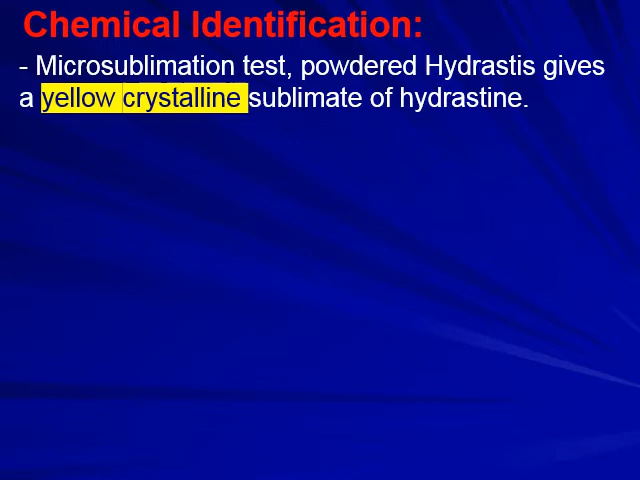 Chemical Identification:
- Microsublimation test, powdered Hydrastis gives
a yellow crystalline sublimate of hydrastine.